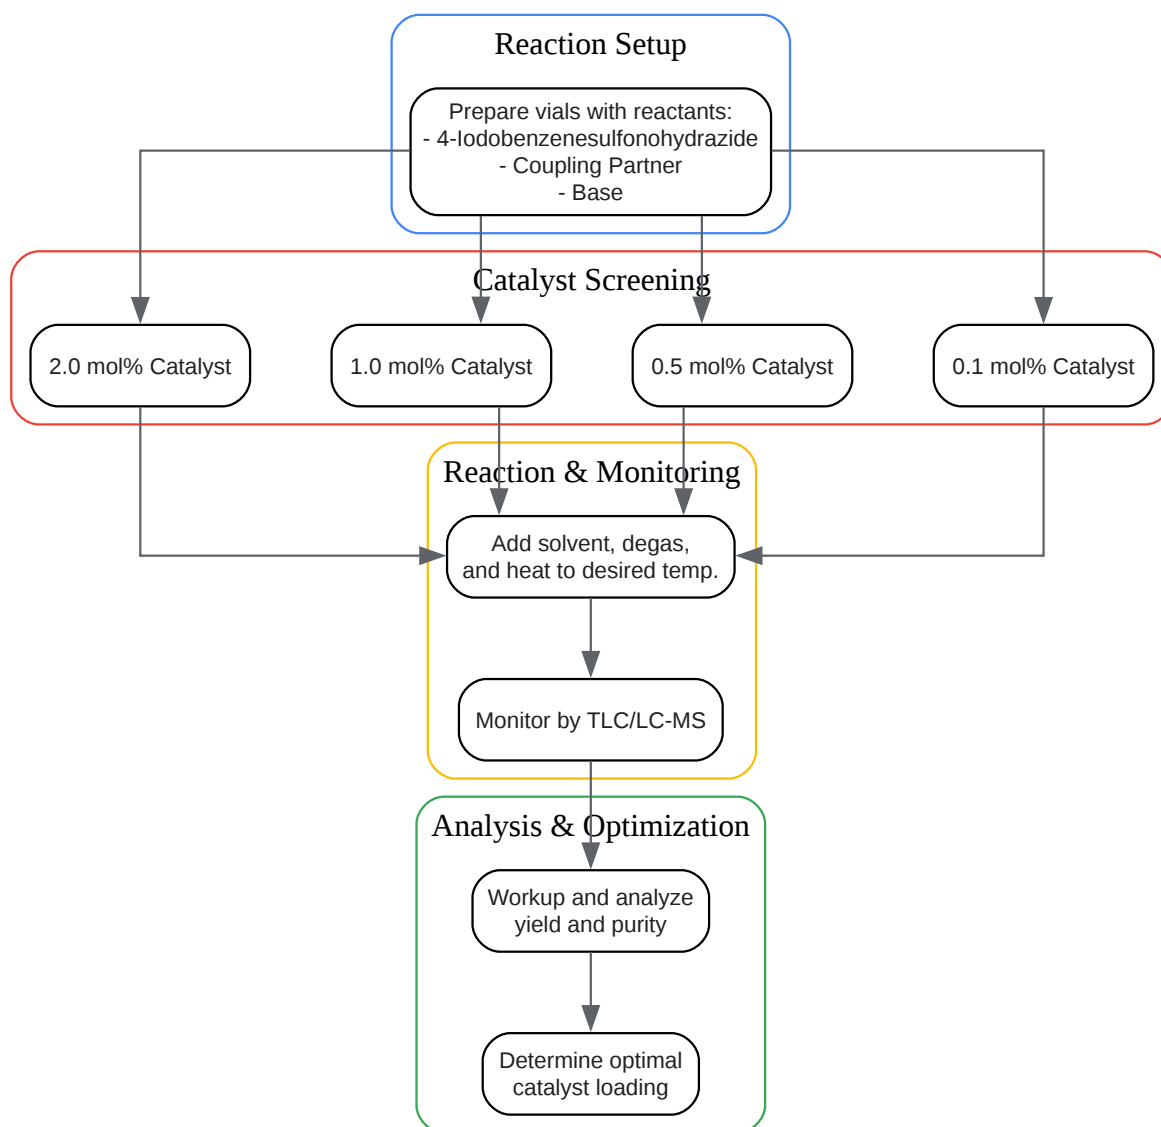 Reaction Setup
Prepare vials with reactants:
- 4-Iodobenzenesulfonohydrazide
- Coupling Partner
- Base
Catalyst Screening
2.0 mol% Catalyst
1.0 mol% Catalyst
0.5 mol% Catalyst
0.1 mol% Catalyst
Reaction & Monitoring
Add solvent, degas,
and heat to desired temp.
Monitor by TLC/LC-MS
Analysis & Optimization
Workup and analyze
yield and purity
Determine optimal
catalyst loading